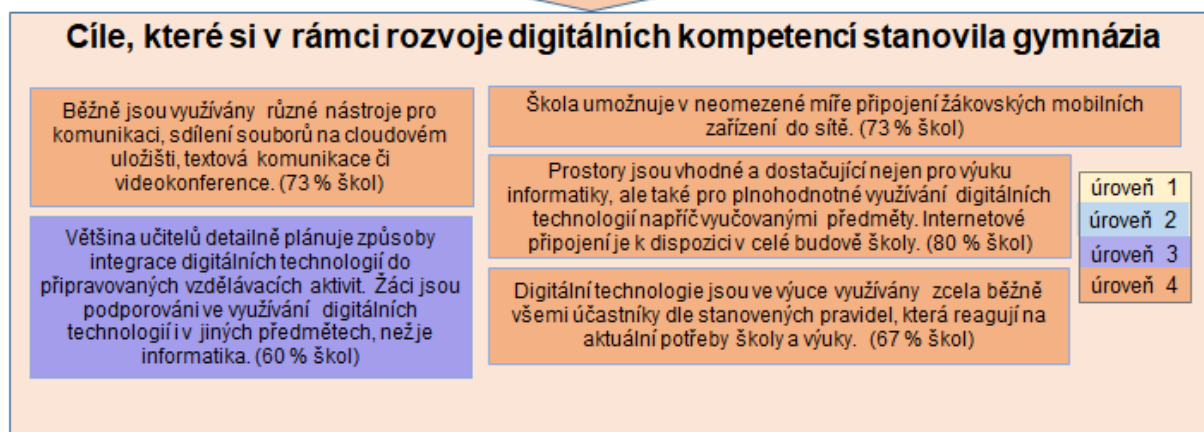 Cíle, které si v rámci rozvoje digitálních kompetencí stanovila gymnázia
Běžně jsou využívány různé nástroje pro
komunikaci, sdílení souborů na cloudovém
uložišti, textová komunikace či
videokonference. (73 % škol)
Většina učitelů detailně plánuje způsoby
integrace digitálních technologií do
připravovaných vzdělávacích aktivit. Žáci jsou
podporováni ve využívání digitálních
technologií i v jiných předmětech, než je
informatika. (60 % škol)
Škola umožnuje v neomezené míře připojení žákovských mobilních
zařízení do sítě. (73 % škol)
Prostory jsou vhodné a dostačující nejen pro výuku
informatiky, ale také pro plnohodnotné využívání digitálních
technologií napříč vyučovanými předměty. Internetové
připojení je k dispozici v celé budově školy. (80 % škol)
Digitální technologie jsou ve výuce využívány zcela běžně
všemi účastníky dle stanovených pravidel, která reagují na
aktuální potřeby školy a výuky. (67 % škol)
úroveň 1
úroveň 2
úroveň 3
úroveň 4